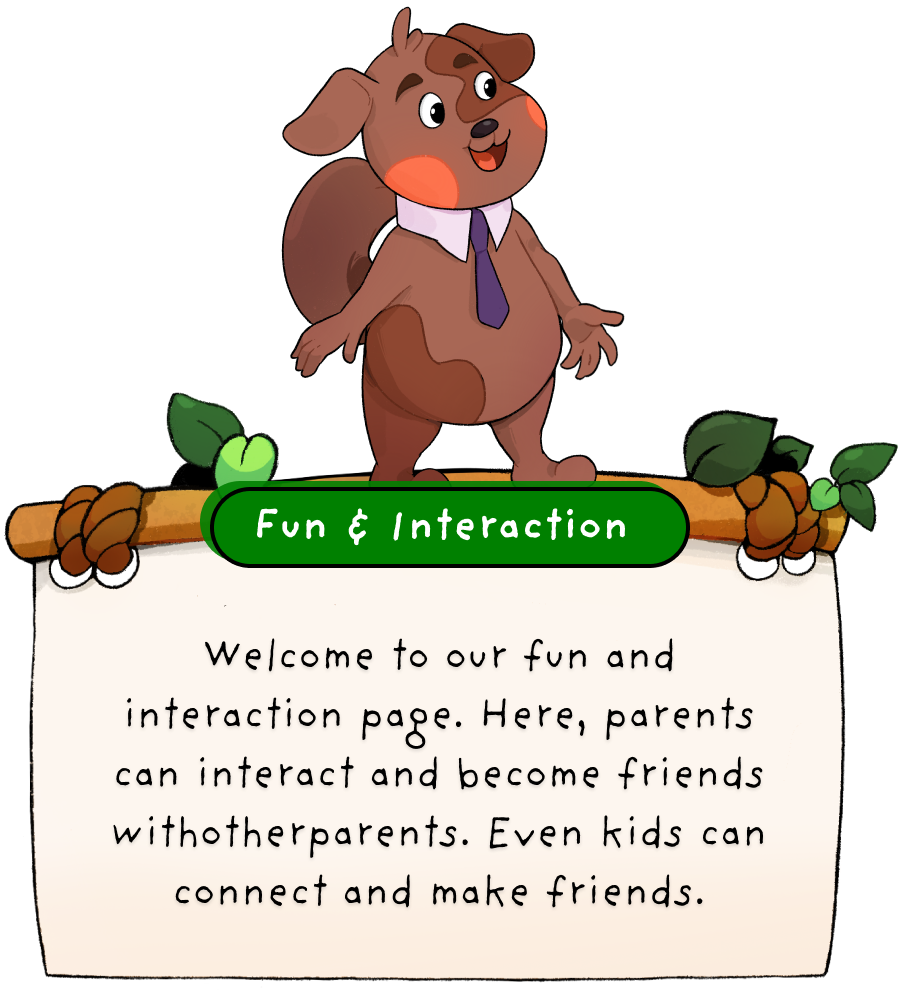 Fun & Interaction
Welcome to our fun and
interaction page. Here, parents
can interact and become friends
withotherparents. Even kids can
connect and make friends.